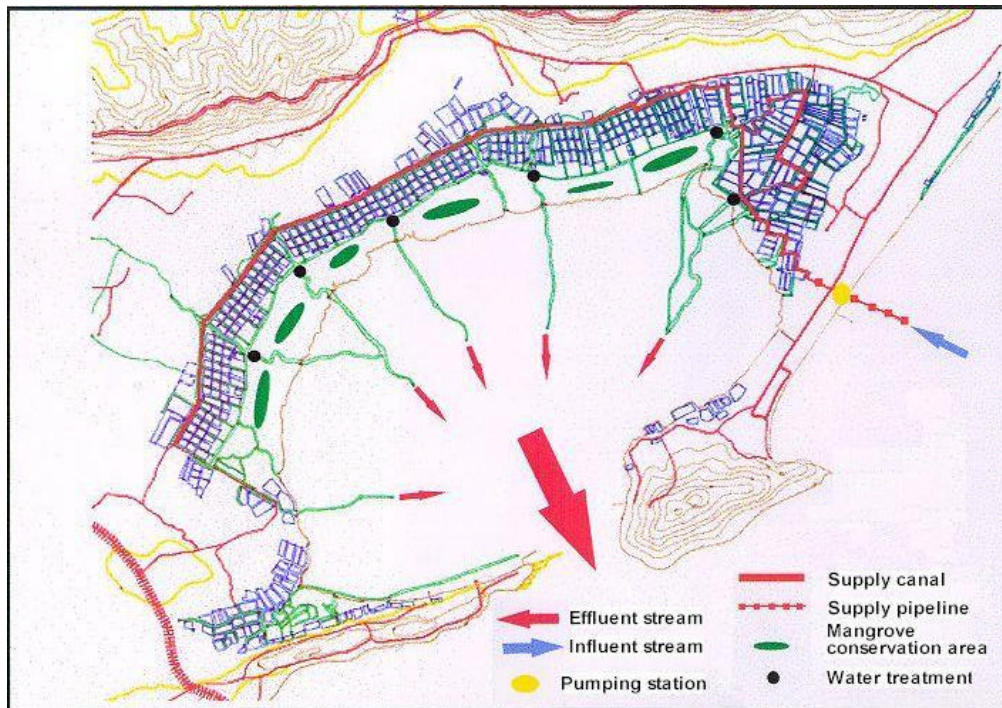 Effluent stream
Influent stream
Pumping station
Supply canal
Supply pipeline
Mangrove
conservation area
Water treatment